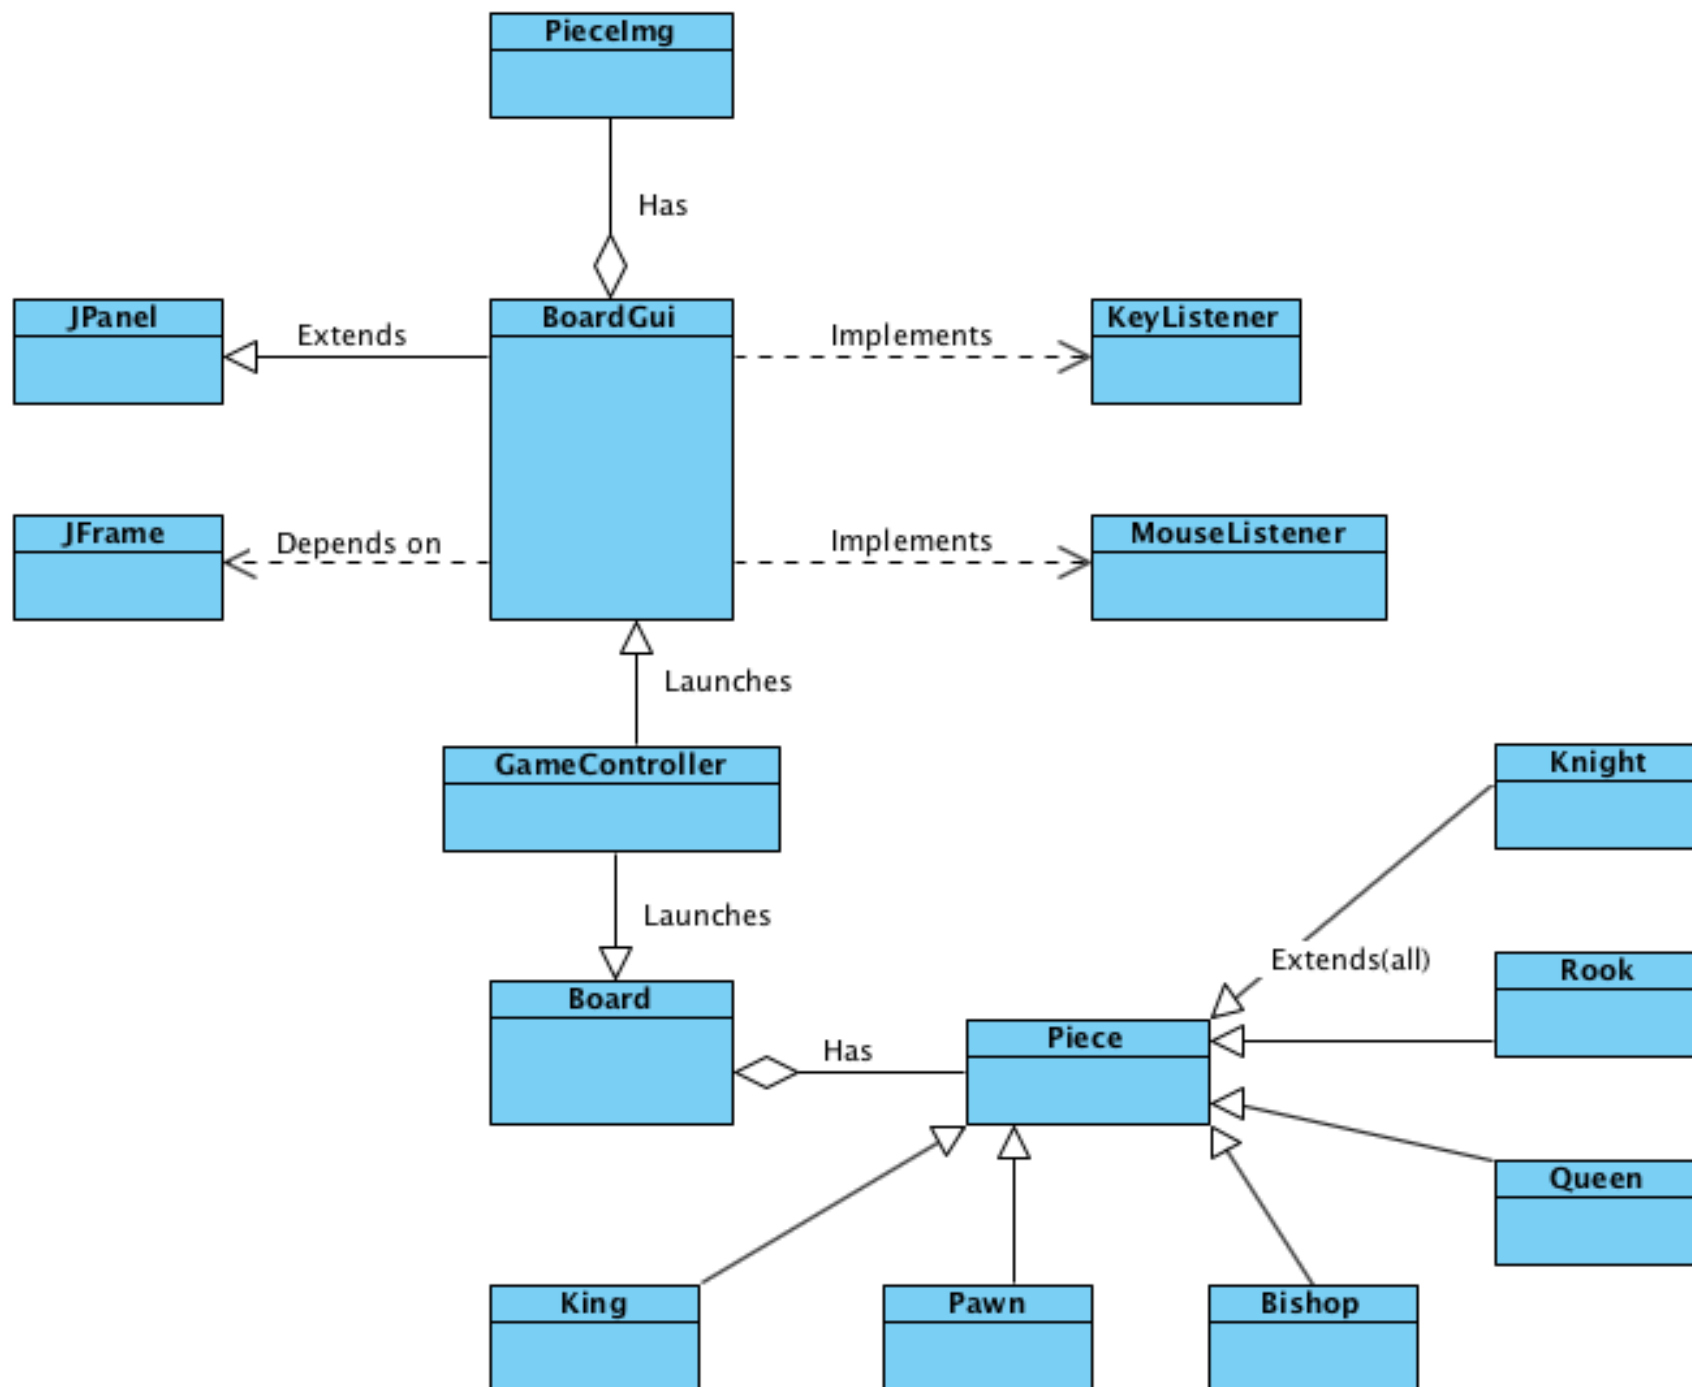 PieceImg
Has
JPanel
Extends
BoardGui
Implements
KeyListener
JFrame
Depends on
Implements
MouseListener
Launches
GameController
Knight
Launches
Extends(all)
Rook
Board
Has
Piece
Queen
King
Pawn
Bishop